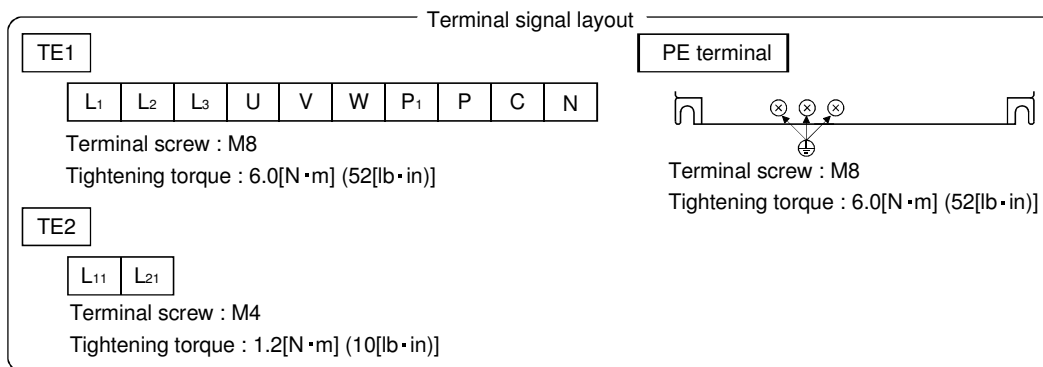 Terminal signal layout
TE1
L1 L2 L3 U V W P1 P C N
Terminal screw : M8
Tightening torque : 6.0[N･m] (52[lb･in)]
TE2
L11 L21
Terminal screw : M4
Tightening torque : 1.2[N･m] (10[lb･in)]
PE terminal
Terminal screw : M8
Tightening torque : 6.0[N･m] (52[lb･in)]